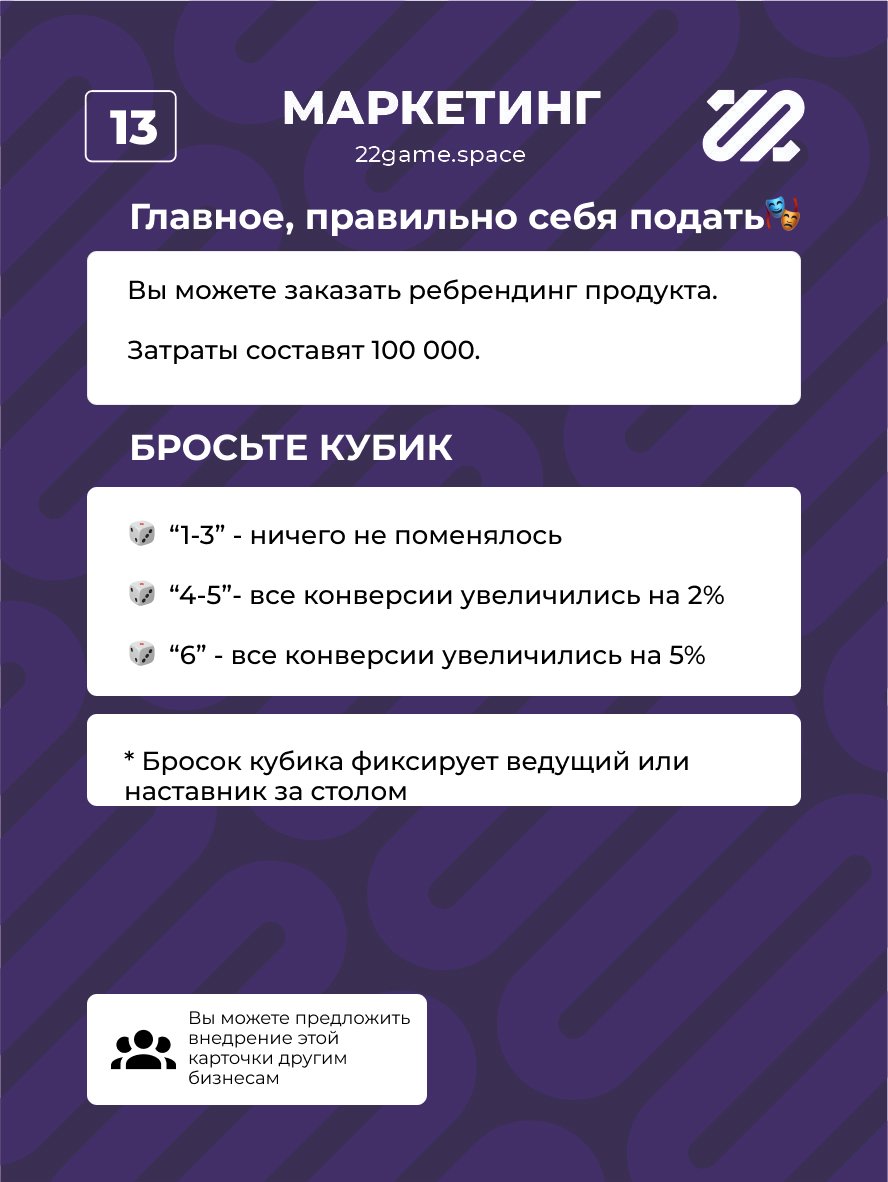 13
МАРКЕТИНГ
22game.space
Главное, правильно себя подать🎭
Вы можете заказать ребрендинг продукта.
Затраты составят 100 000.
БРОСЬТЕ КУБИК
🎲 “1-3” - ничего не поменялось
🎲 “4-5”- все конверсии увеличились на 2%
🎲 “6” - все конверсии увеличились на 5%
* Бросок кубика фиксирует ведущий или
наставник за столом
Вы можете предложить
внедрение этой
карточки другим
бизнесам